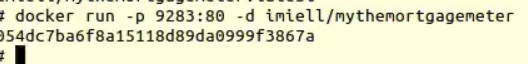 # docker run -p 9283:80 -d imiell/mythemortgagemeter
054dc7ba6f8a15118d89da0999f3867a
#